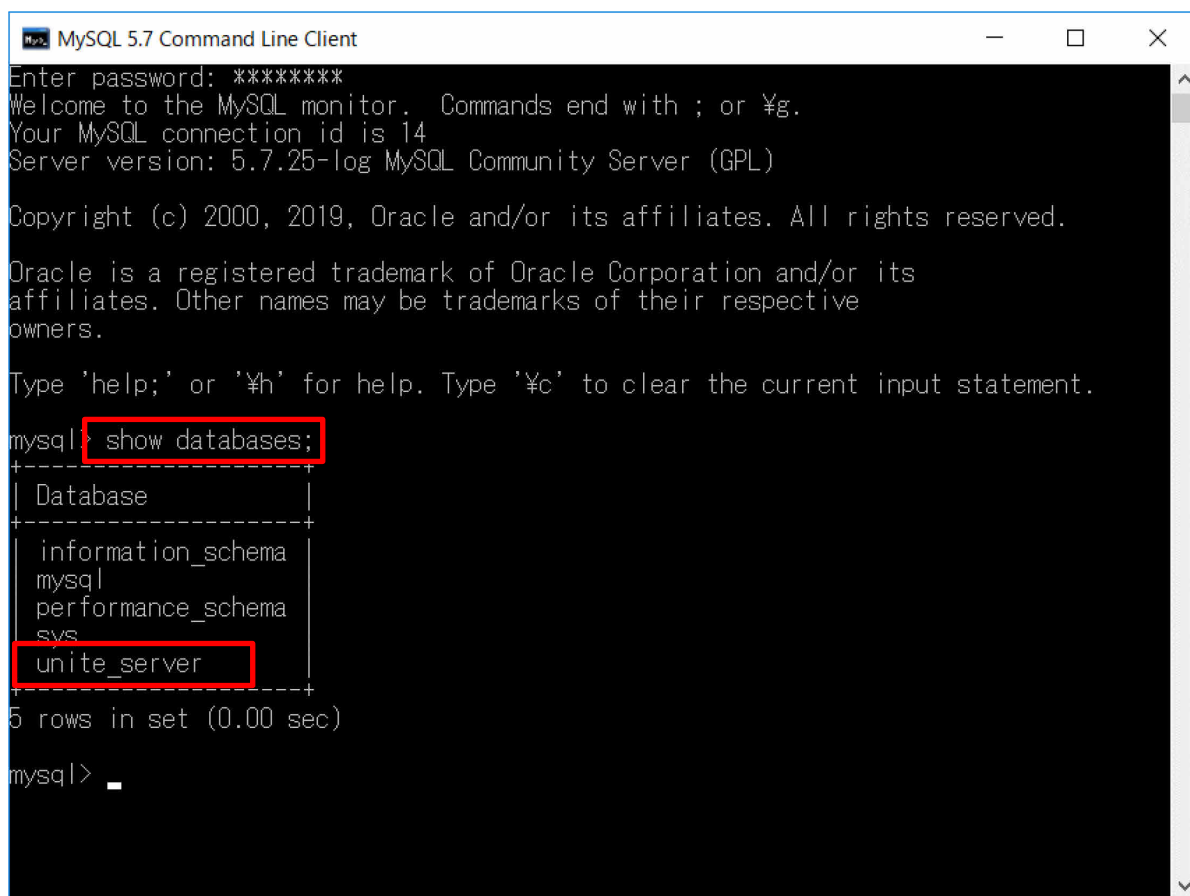 MySQL 5.7 Command Line Client
Enter password: ********
Welcome to the MySQL monitor.  Commands end with ; or ¥g.
Your MySQL connection id is 14
Server version: 5.7.25-log MySQL Community Server (GPL)
Copyright (c) 2000, 2019, Oracle and/or its affiliates. All rights reserved.
Oracle is a registered trademark of Oracle Corporation and/or its
affiliates. Other names may be trademarks of their respective
owners.
Type 'help;' or '¥h' for help. Type '¥c' to clear the current input statement.
mysql> show databases;
+--------------------+
| Database           |
+--------------------+
| information_schema |
| mysql              |
| performance_schema |
| sys                |
| unite_server       |
+--------------------+
5 rows in set (0.00 sec)
mysql> _